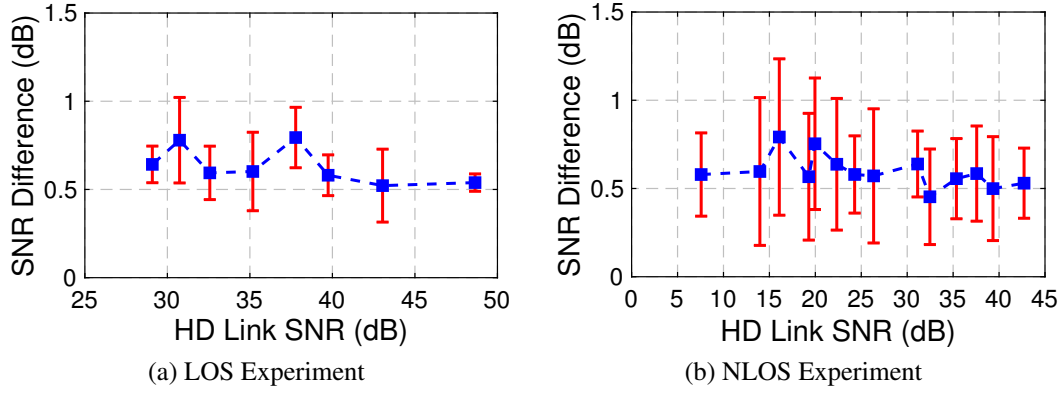 1.5
1
0.5
0
SNR Difference (dB)
25 30 35 40 45 50
HD Link SNR (dB)
(a) LOS Experiment
1.5
1
0.5
0
SNR Difference (dB)
0 5 10 15 20 25 30 35 40 45
HD Link SNR (dB)
(b) NLOS Experiment